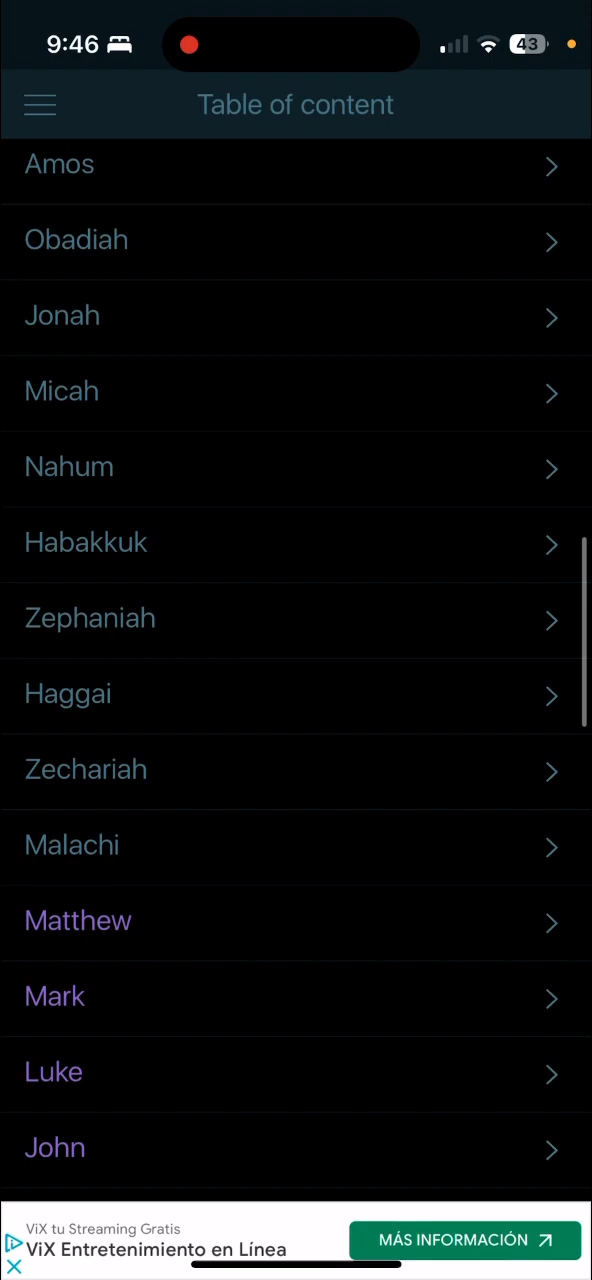 9:46
43
Table of content
Amos
Obadiah
Jonah
Micah
Nahum
Habakkuk
Zephaniah
Haggai
Zechariah
Malachi
Matthew
Mark
Luke
John
ViX tu Streaming Gratis
ViX Entretenimiento en Línea
MÁS INFORMACIÓN